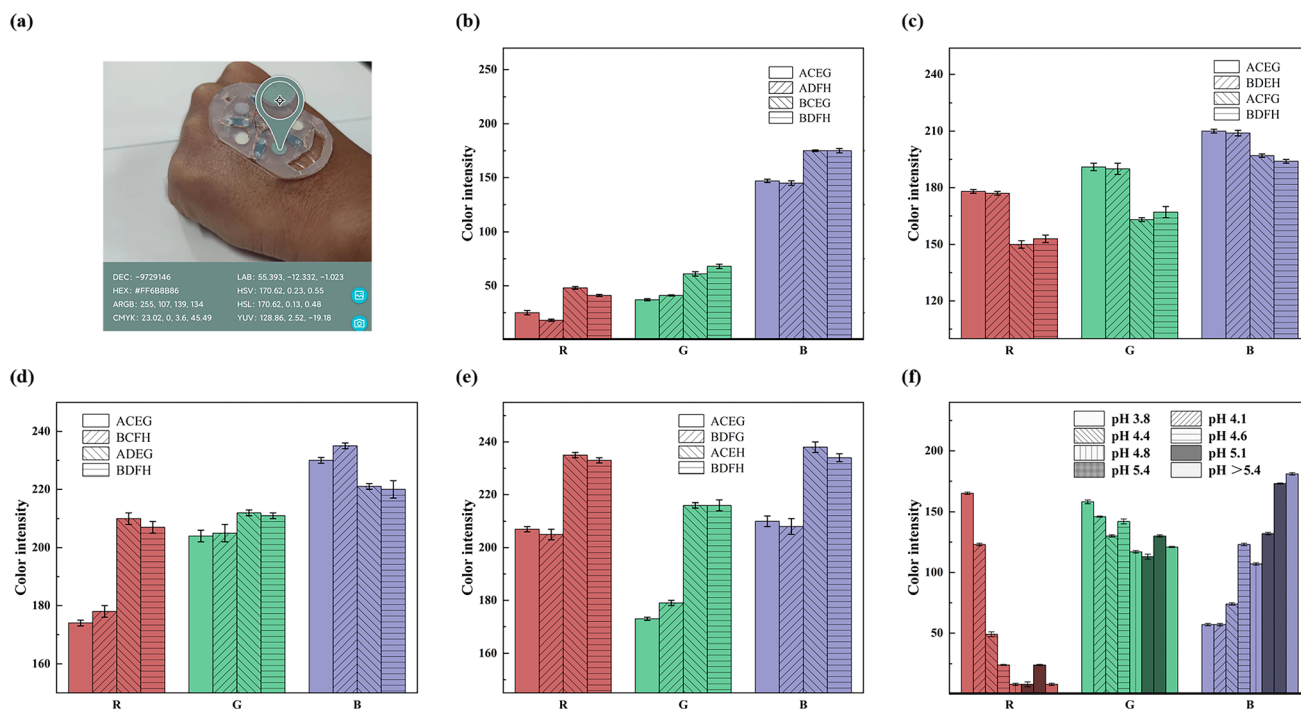 (a)
DEC: -9729146
HEX: #FF6B8B86
ARGB: 255, 107, 139, 134
CMYK: 23.02, 0, 3.6, 45.49
LAB: 55.393, -12.332, -1.023
HSV: 170.62, 0.23, 0.55
HSL: 170.62, 0.13, 0.48
YUV: 128.86, 2.52, -19.18
(b)
Color intensity
250
200
150
100
50
R
G
B
ACEG
ADFH
BCEG
BDFH
(c)
Color intensity
240
210
180
150
120
R
G
B
ACEG
BDEH
ACFG
BDFH
(d)
Color intensity
240
220
200
180
160
R
G
B
ACEG
BCFH
ADEG
BDFH
(e)
Color intensity
240
220
200
180
160
R
G
B
ACEG
BDFG
ACEH
BDFH
(f)
Color intensity
200
150
100
50
R
G
B
pH 3.8
pH 4.1
pH 4.4
pH 4.6
pH 4.8
pH 5.1
pH 5.4
pH >5.4